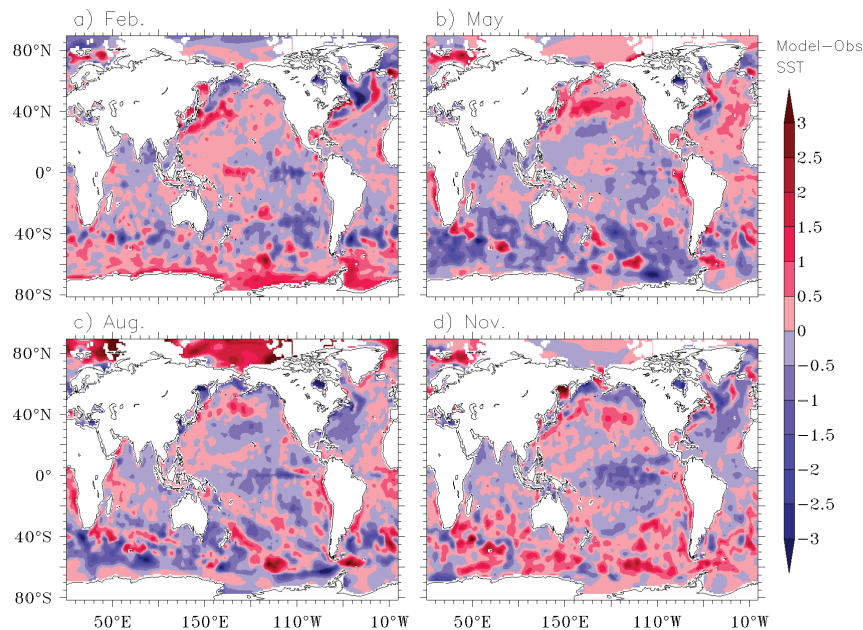 a) Feb.
b) May
Model-Obs
SST
80°N
40°N
0°
40°S
80°S
3
2.5
2
1.5
1
0.5
0
-0.5
-1
-1.5
-2
-2.5
-3
c) Aug.
d) Nov.
80°N
40°N
0°
40°S
80°S
50°E 150°E 110°W 10°W 50°E 150°E 110°W 10°W